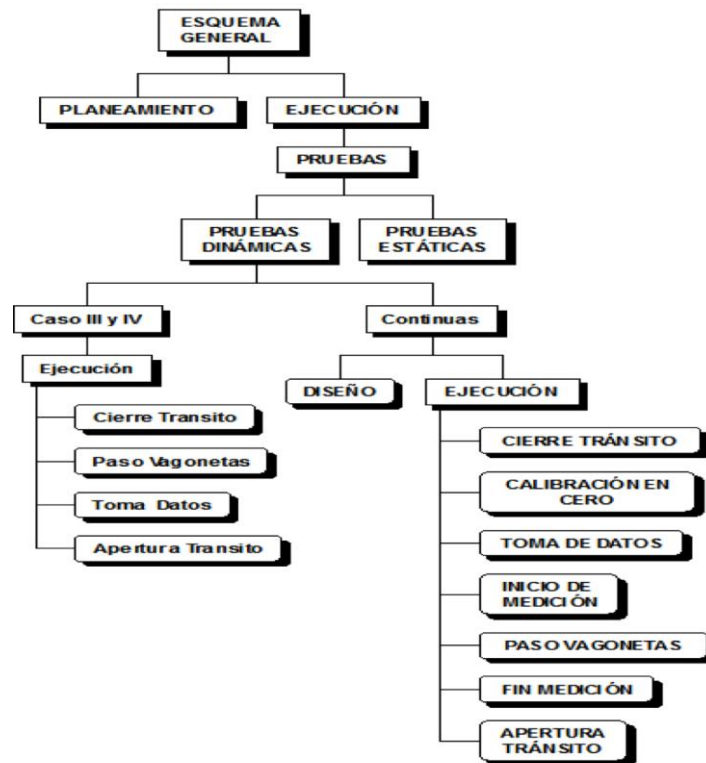 ESQUEMA
GENERAL
PLANEAMIENTO
EJECUCIÓN
PRUEBAS
PRUEBAS
DINÁMICAS
PRUEBAS
ESTÁTICAS
Caso III y IV
Continuas
Ejecución
DISEÑO
EJECUCIÓN
Cierre Transito
Paso Vagonetas
Toma Datos
Apertura Transito
CIERRE TRÁNSITO
CALIBRACIÓN EN
CERO
TOMA DE DATOS
INICIO DE
MEDICIÓN
PASO VAGONETAS
FIN MEDICIÓN
APERTURA
TRÁNSITO